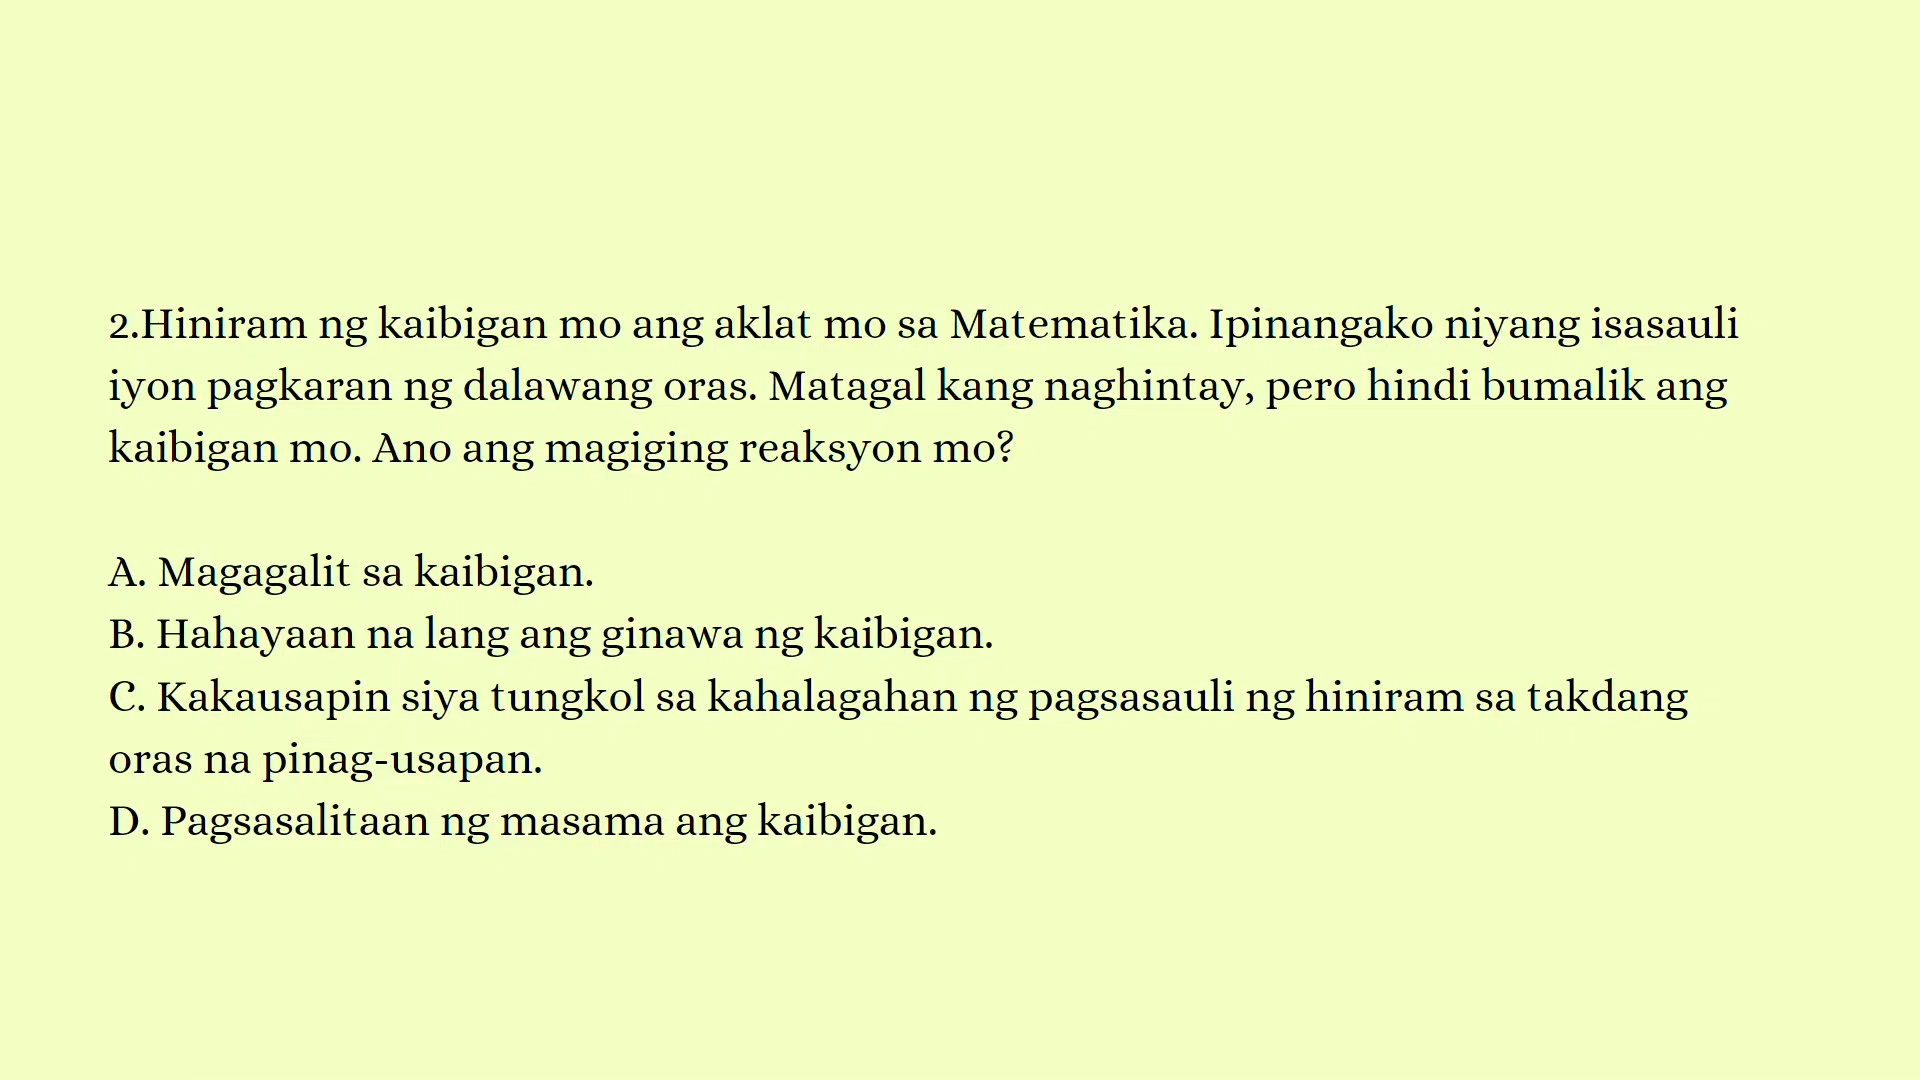 2.Hiniram ng kaibigan mo ang aklat mo sa Matematika. Ipinangako niyang isasauli
iyon pagkaran ng dalawang oras. Matagal kang naghintay, pero hindi bumalik ang
kaibigan mo. Ano ang magiging reaksyon mo?
A. Magagalit sa kaibigan.
B. Hahayaan na lang ang ginawa ng kaibigan.
C. Kakausapin siya tungkol sa kahalagahan ng pagsasauli ng hiniram sa takdang
oras na pinag-usapan.
D. Pagsasalitaan ng masama ang kaibigan.